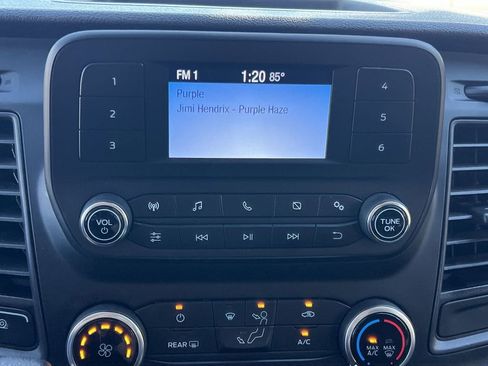 FM 1 1:20 85°
Purple
Jimi Hendrix - Purple Haze
1
2
3
4
5
6
VOL
TUNE
OK
REAR
A/C
MAX
A/C
MAX